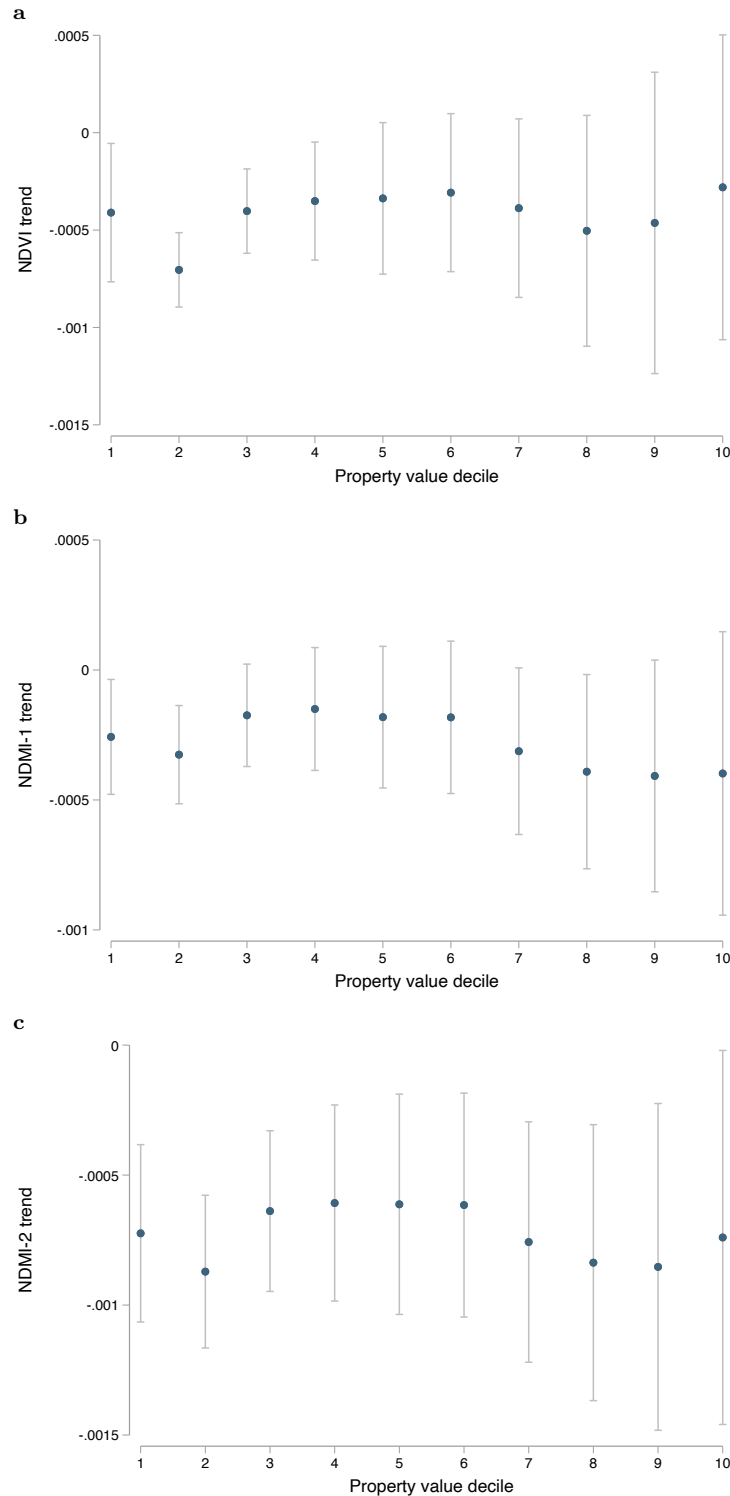 a
.0005
0
-.0005
-.001
-.0015
NDVI trend
1 2 3 4 5 6 7 8 9 10
Property value decile
b
.0005
0
-.0005
-.001
NDMI-1 trend
1 2 3 4 5 6 7 8 9 10
Property value decile
c
0
-.0005
-.001
-.0015
NDMI-2 trend
1 2 3 4 5 6 7 8 9 10
Property value decile